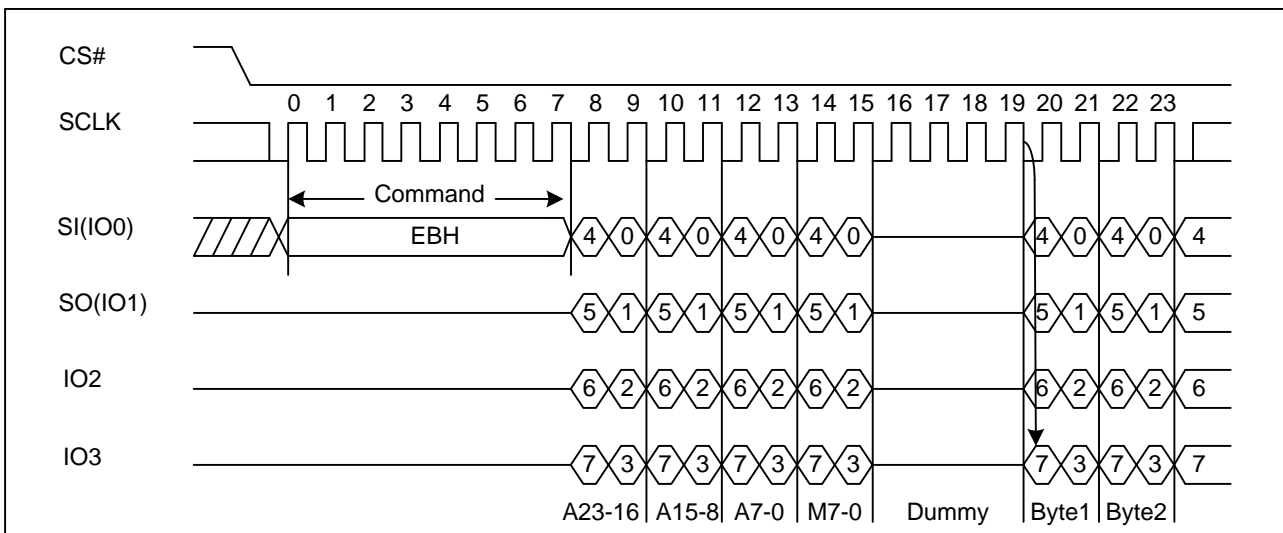 CS#
0 1 2 3 4 5 6 7 8 9 10 11 12 13 14 15 16 17 18 19 20 21 22 23
SCLK
Command
SI(IO0) EBH 4 0 4 0 4 0 4 0 4 0 4 0 4
SO(IO1) 5 1 5 1 5 1 5 1 5 1 5 1 5
IO2 6 2 6 2 6 2 6 2 6 2 6 2 6
IO3 7 3 7 3 7 3 7 3 7 3 7 3 7
A23-16 A15-8 A7-0 M7-0 Dummy Byte1 Byte2